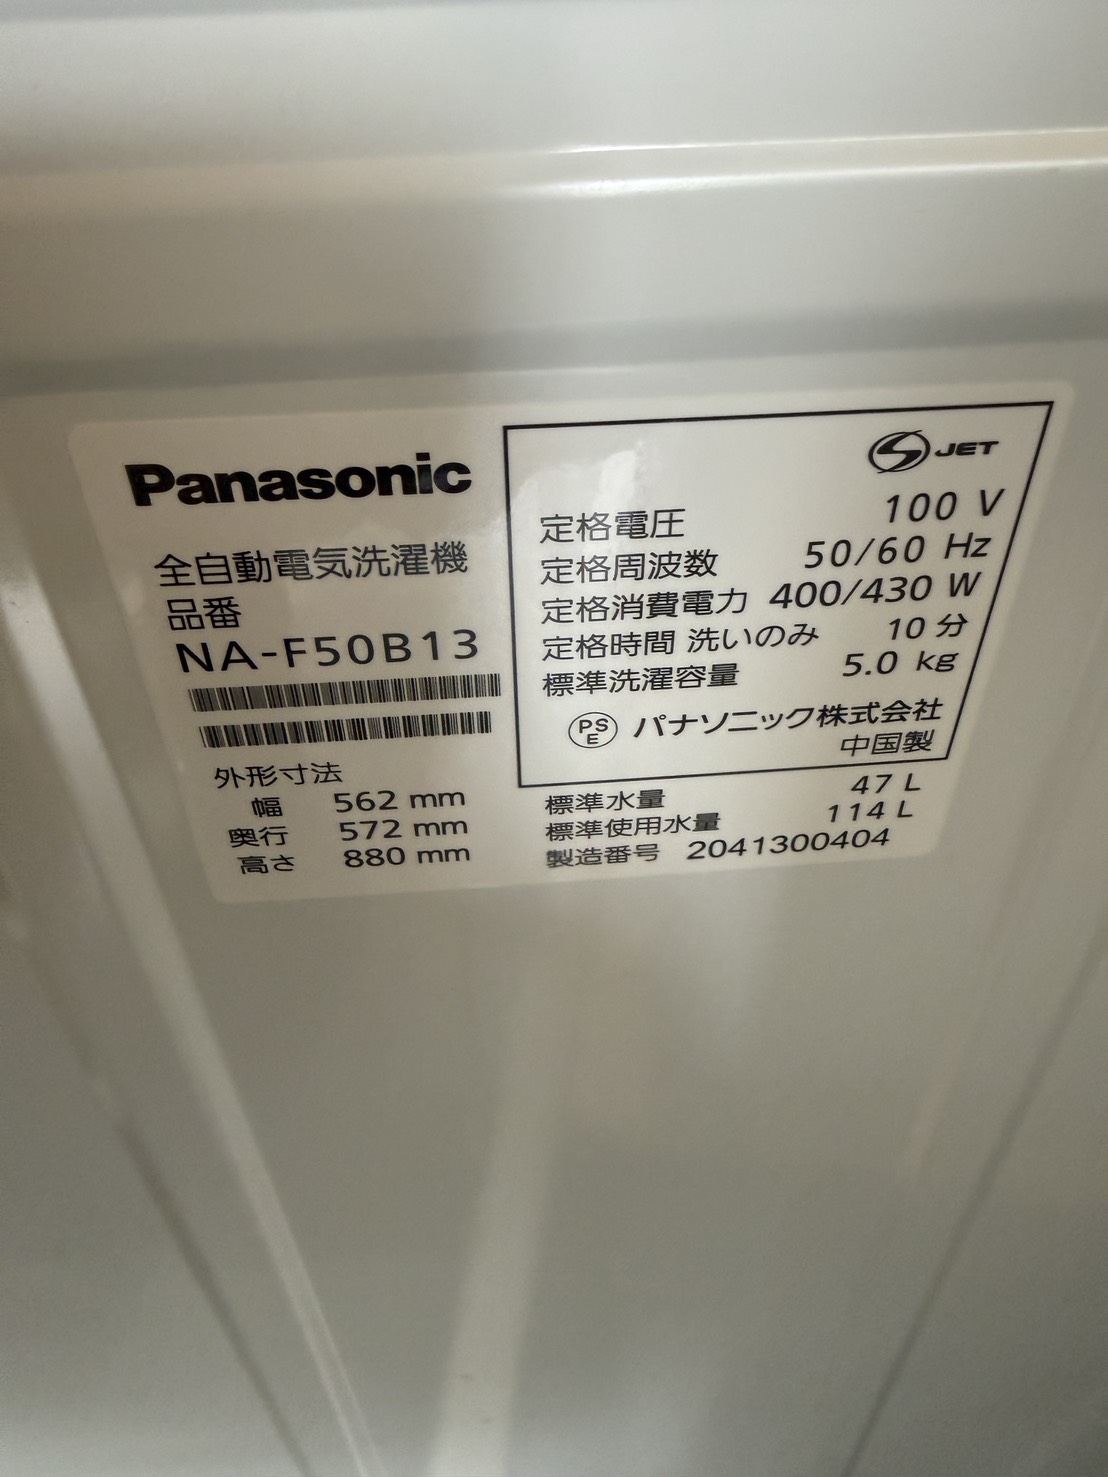 Panasonic
全自動電気洗濯機
品番
NA-F50B13
外形寸法
幅 562 mm
奥行 572 mm
高さ 880 mm
S JET
定格電圧 100 V
定格周波数 50/60 Hz
定格消費電力 400/430 W
定格時間 洗いのみ 10 分
標準洗濯容量 5.0 kg
PSE パナソニック株式会社
中国製
標準水量 47 L
標準使用水量 114 L
製造番号 2041300404